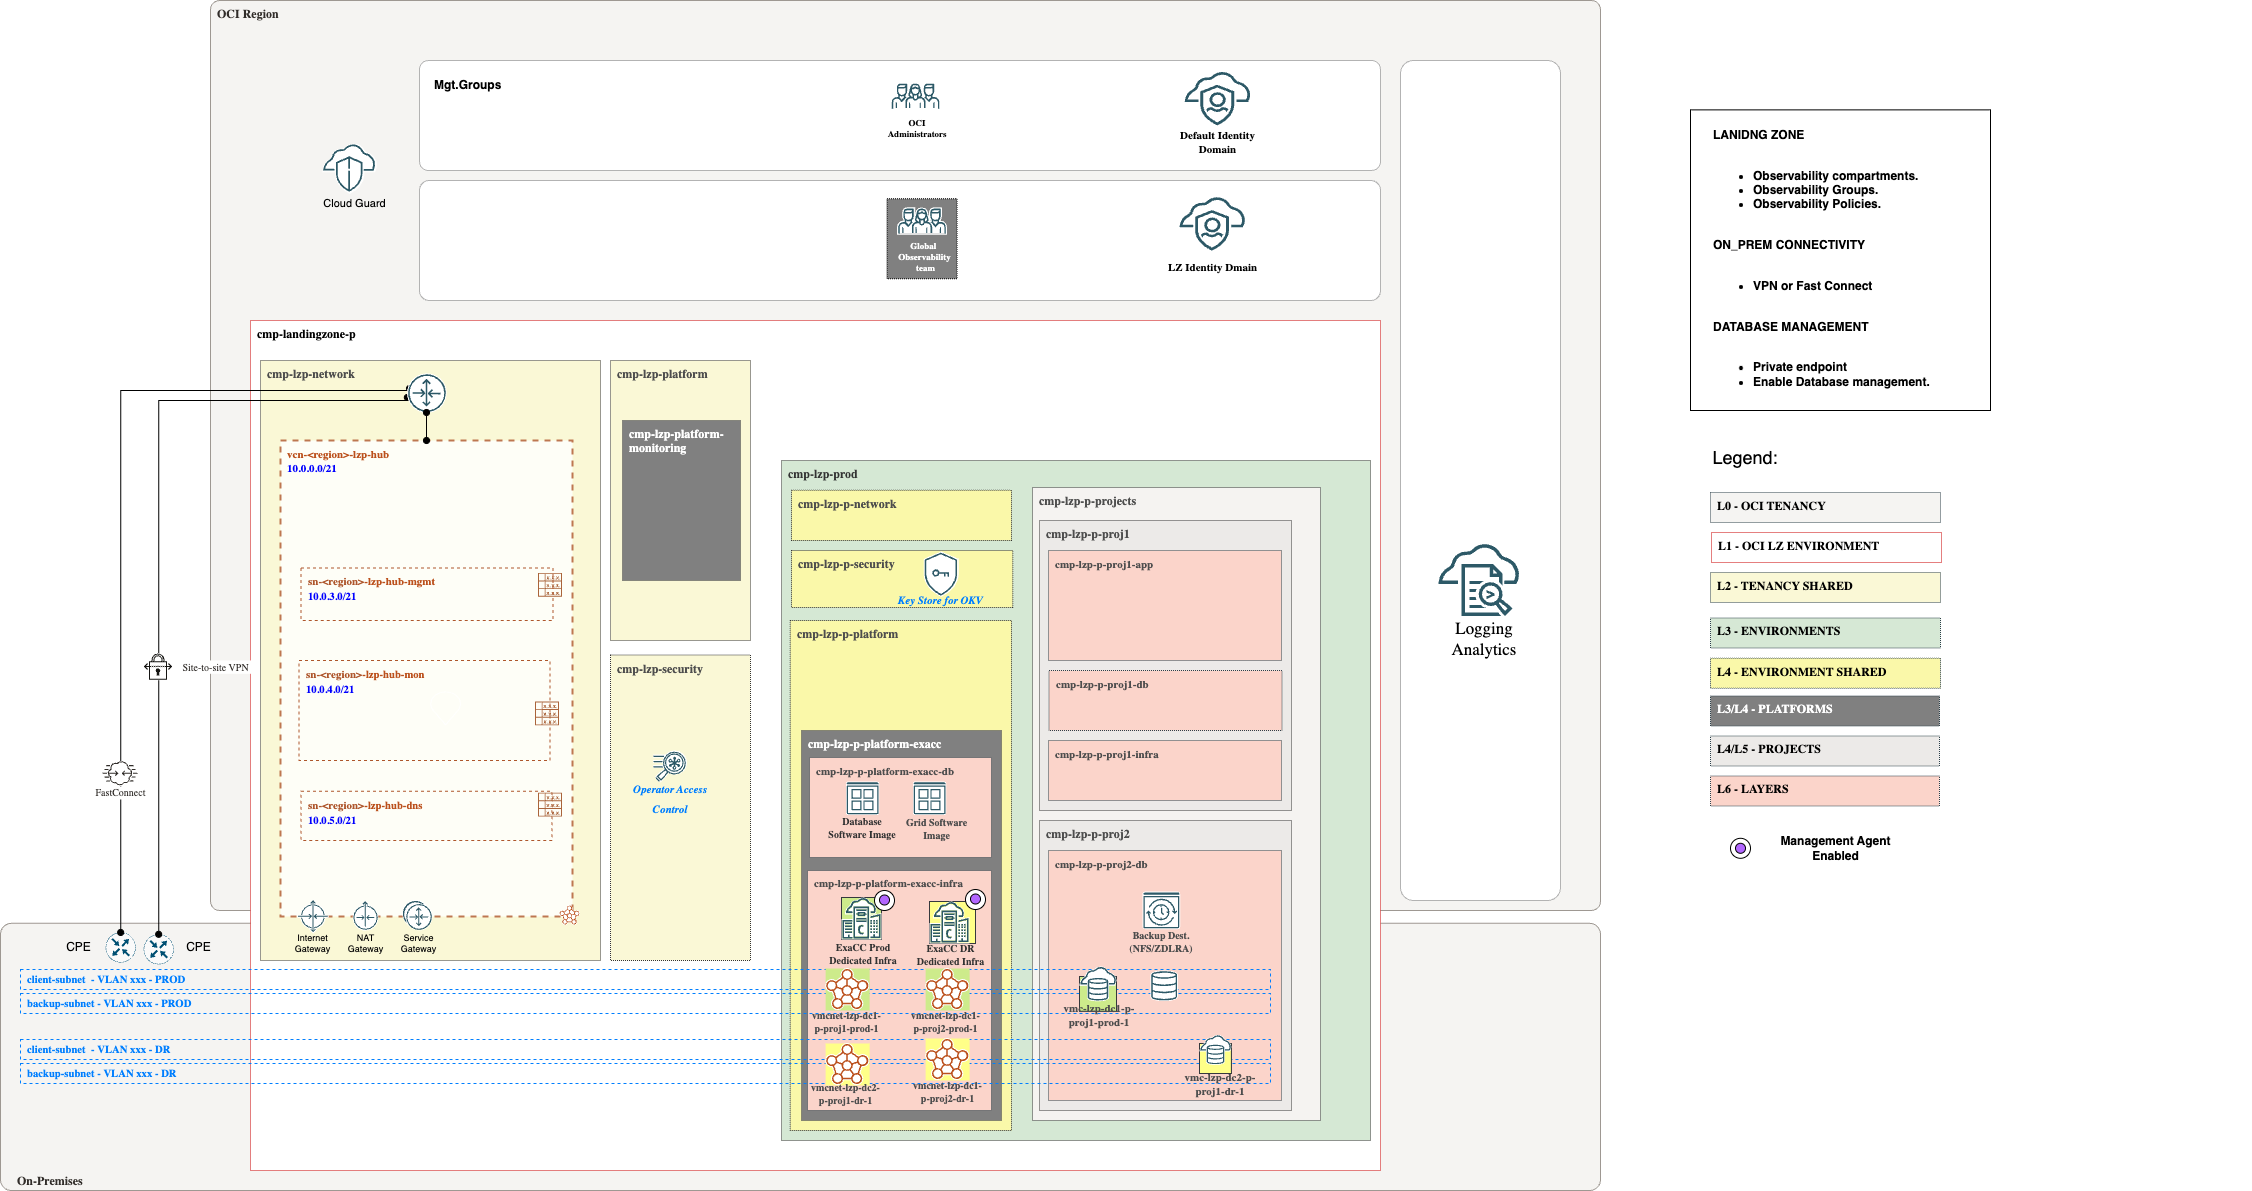 OCI Region
Mgt.Groups
OCI
Administrators
Default Identity
Domain
Cloud Guard
Global
Observability
team
LZ Identity Dmain
cmp-landingzone-p
cmp-lzp-network
vcn-<region>-lzp-hub
10.0.0.0/21
sn-<region>-lzp-hub-mgmt
10.0.3.0/21
sn-<region>-lzp-hub-mon
10.0.4.0/21
sn-<region>-lzp-hub-dns
10.0.5.0/21
Internet
Gateway
NAT
Gateway
Service
Gateway
Site-to-site VPN
FastConnect
CPE
CPE
cmp-lzp-platform
cmp-lzp-platform-
monitoring
cmp-lzp-security
Operator Access
Control
cmp-lzp-prod
cmp-lzp-p-network
cmp-lzp-p-security
Key Store for OKV
cmp-lzp-p-platform
cmp-lzp-p-platform-exacc
cmp-lzp-p-platform-exacc-db
Database
Software Image
Grid Software
Image
cmp-lzp-p-platform-exacc-infra
ExaCC Prod
Dedicated Infra
ExaCC DR
Dedicated Infra
vmcnet-lzp-dc1-
p-proj1-prod-1
vmcnet-lzp-dc1-
p-proj2-prod-1
vmcnet-lzp-dc2-
p-proj1-dr-1
vmcnet-lzp-dc1-
p-proj2-dr-1
cmp-lzp-p-projects
cmp-lzp-p-proj1
cmp-lzp-p-proj1-app
cmp-lzp-p-proj1-db
cmp-lzp-p-proj1-infra
cmp-lzp-p-proj2
cmp-lzp-p-proj2-db
Backup Dest.
(NFS/ZDLRA)
vmc-lzp-dc1-p-
proj1-prod-1
vmc-lzp-dc2-p-
proj1-dr-1
client-subnet - VLAN xxx - PROD
backup-subnet - VLAN xxx - PROD
client-subnet - VLAN xxx - DR
backup-subnet - VLAN xxx - DR
On-Premises
Logging
Analytics
LANIDNG ZONE
• Observability compartments.
• Observability Groups.
• Observability Policies.
ON_PREM CONNECTIVITY
• VPN or Fast Connect
DATABASE MANAGEMENT
• Private endpoint
• Enable Database management.
Legend:
L0 - OCI TENANCY
L1 - OCI LZ ENVIRONMENT
L2 - TENANCY SHARED
L3 - ENVIRONMENTS
L4 - ENVIRONMENT SHARED
L3/L4 - PLATFORMS
L4/L5 - PROJECTS
L6 - LAYERS
Management Agent
Enabled